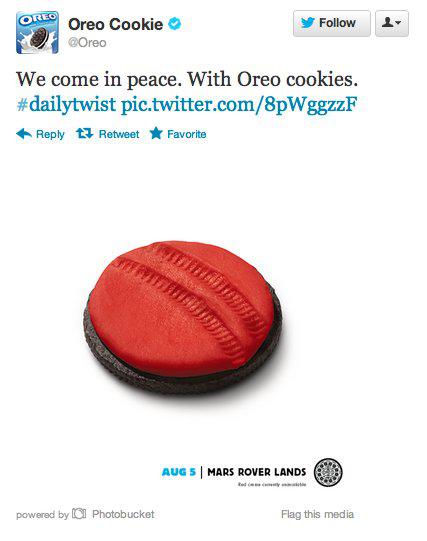 OREO
Oreo Cookie
@Oreo
Follow
We come in peace. With Oreo cookies.
#dailytwist pic.twitter.com/8pWggzzF
Reply Retweet Favorite
AUG 5 | MARS ROVER LANDS
Red creme currently unavailable
powered by Photobucket
Flag this media